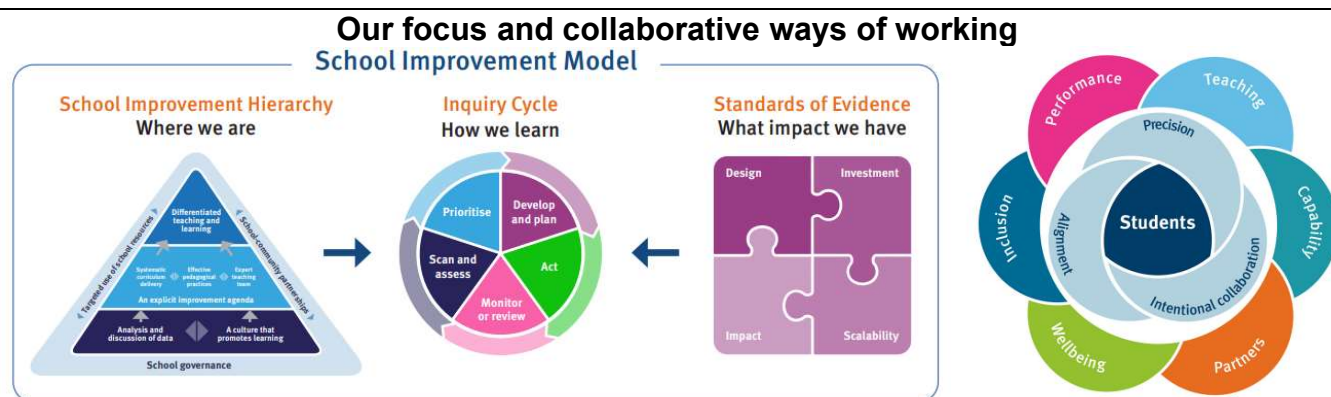 Our focus and collaborative ways of working
School Improvement Model
School Improvement Hierarchy
Where we are
Differentiated
teaching and
learning
Systematic
curriculum
delivery
Effective
pedagogical
practices
Expert
teaching
team
An explicit improvement agenda
Analysis and
discussion of data
A culture that
promotes learning
School governance
Targeted use of school resources
School-community partnerships
Inquiry Cycle
How we learn
Prioritise
Develop
and plan
Act
Monitor
or review
Scan and
assess
Standards of Evidence
What impact we have
Design
Investment
Impact
Scalability
Performance
Teaching
Capability
Partners
Wellbeing
Inclusion
Precision
Intentional collaboration
Alignment
Students